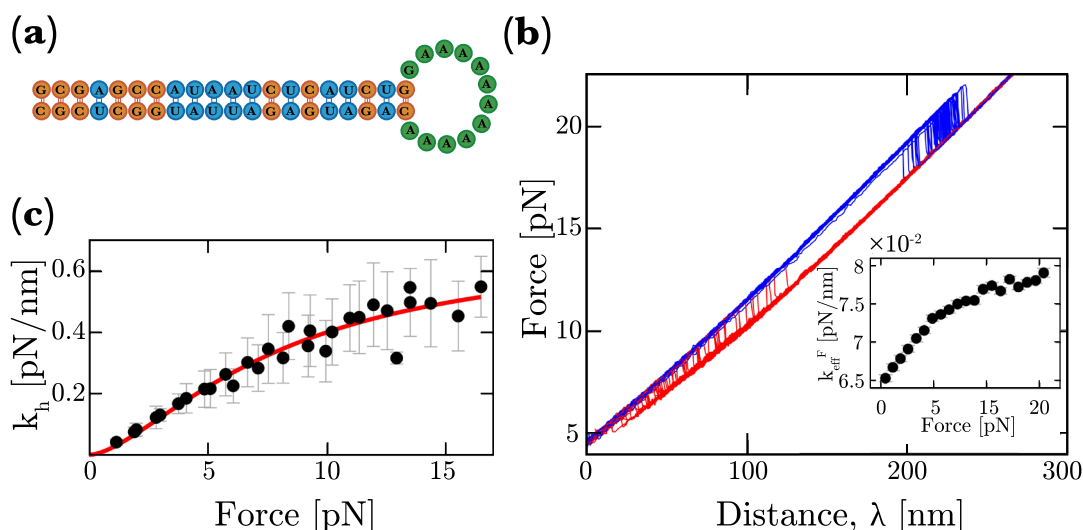 (a)
G A A A A A A A A A A A
G C G A G C C A U A A U C U C A U C U G
C G C U C G G U A U U A G A G U A G A C
(b)
Force [pN]
20
15
10
5
0 100 200 300
Distance, λ [nm]
×10⁻²
k_eff^F [pN/nm]
8
7.5
7
6.5
0 5 15 20
Force [pN]
(c)
k_h [pN/nm]
0.6
0.4
0.2
0 5 10 15
Force [pN]